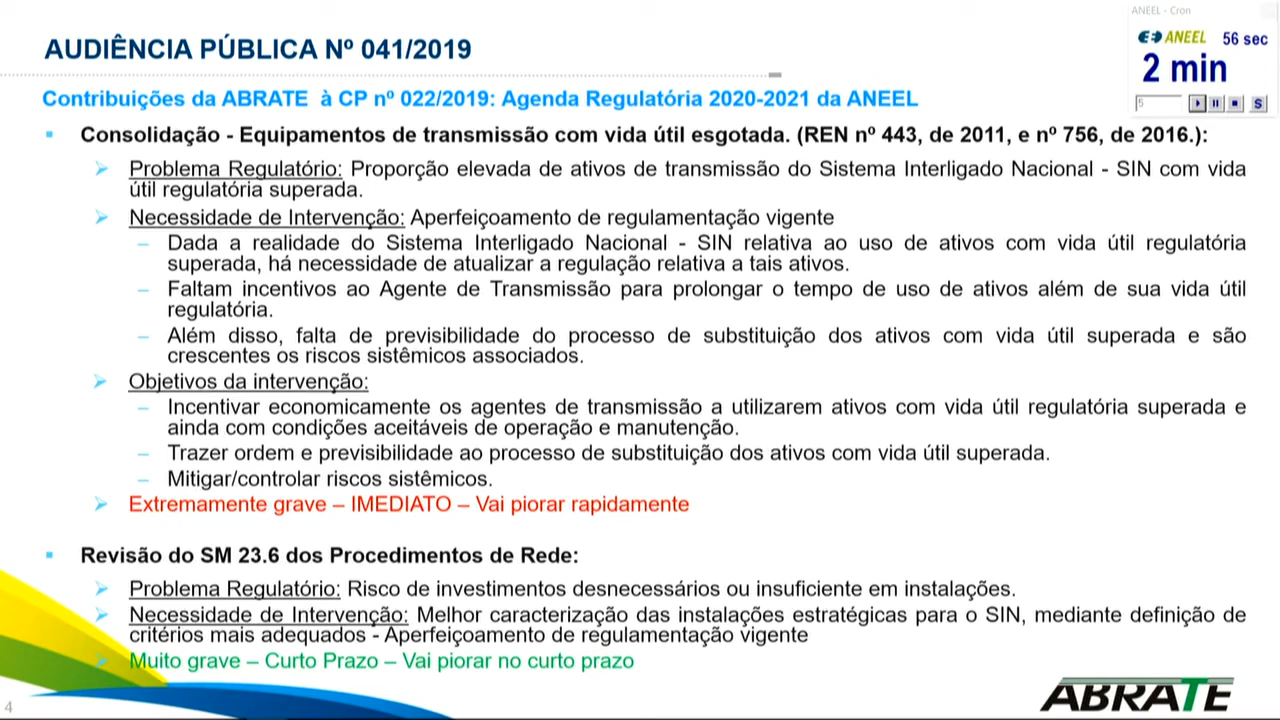 ANEEL - Cron
ANEEL 56 sec
2 min
5
S
AUDIÊNCIA PÚBLICA Nº 041/2019
Contribuições da ABRATE à CP nº 022/2019: Agenda Regulatória 2020-2021 da ANEEL
Consolidação - Equipamentos de transmissão com vida útil esgotada. (REN nº 443, de 2011, e nº 756, de 2016.):
Problema Regulatório: Proporção elevada de ativos de transmissão do Sistema Interligado Nacional - SIN com vida
útil regulatória superada.
Necessidade de Intervenção: Aperfeiçoamento de regulamentação vigente
– Dada a realidade do Sistema Interligado Nacional - SIN relativa ao uso de ativos com vida útil regulatória
superada, há necessidade de atualizar a regulação relativa a tais ativos.
– Faltam incentivos ao Agente de Transmissão para prolongar o tempo de uso de ativos além de sua vida útil
regulatória.
– Além disso, falta de previsibilidade do processo de substituição dos ativos com vida útil superada e são
crescentes os riscos sistêmicos associados.
Objetivos da intervenção:
– Incentivar economicamente os agentes de transmissão a utilizarem ativos com vida útil regulatória superada e
ainda com condições aceitáveis de operação e manutenção.
– Trazer ordem e previsibilidade ao processo de substituição dos ativos com vida útil superada.
– Mitigar/controlar riscos sistêmicos.
Extremamente grave – IMEDIATO – Vai piorar rapidamente
Revisão do SM 23.6 dos Procedimentos de Rede:
Problema Regulatório: Risco de investimentos desnecessários ou insuficiente em instalações.
Necessidade de Intervenção: Melhor caracterização das instalações estratégicas para o SIN, mediante definição de
critérios mais adequados - Aperfeiçoamento de regulamentação vigente
Muito grave – Curto Prazo – Vai piorar no curto prazo
4
ABRATE